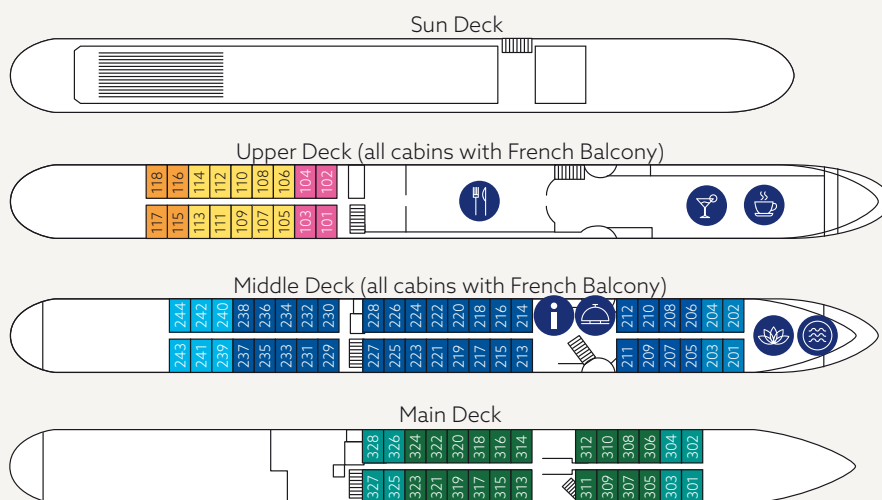 Sun Deck
Upper Deck (all cabins with French Balcony)
118 116 114 112 110 108 106 104 102
117 115 113 111 109 107 105 103 101
Middle Deck (all cabins with French Balcony)
244 242 240 238 236 234 232 230 228 226 224 222 220 218 216 214 212 210 208 206 204 202
243 241 239 237 235 233 231 229 227 225 223 221 219 217 215 213 211 209 207 205 203 201
Main Deck
328 326 324 322 320 318 316 314 312 310 308 306 304 302
327 325 323 321 319 317 315 313 311 309 307 305 303 301